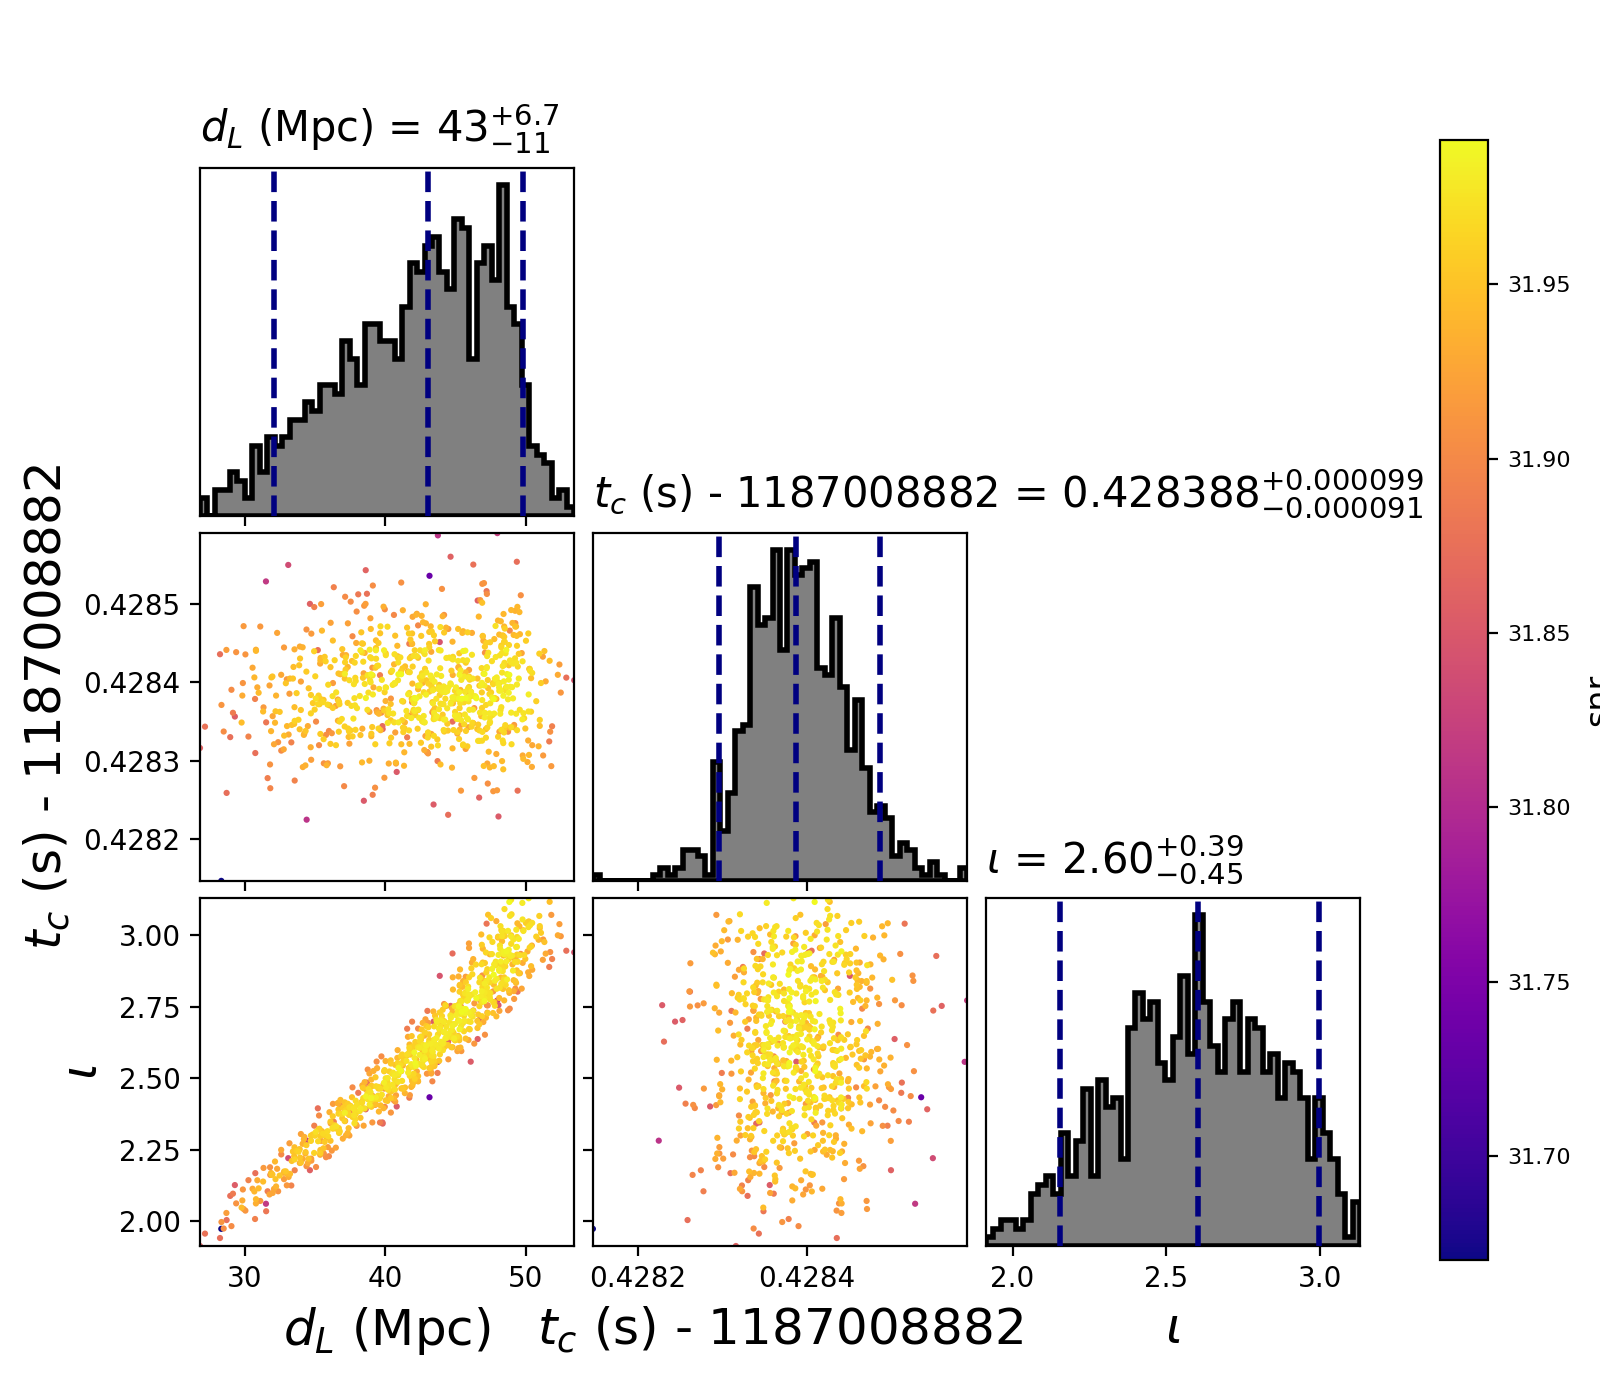 d_L (Mpc) = 43^{+6.7}_{−11}
t_c (s) - 1187008882 = 0.428388^{+0.000099}_{−0.000091}
ι = 2.60^{+0.39}_{−0.45}
t_c (s) - 1187008882
0.4285
0.4284
0.4283
0.4282
ι
3.00
2.75
2.50
2.25
2.00
30 40 50
0.4282 0.4284
2.0 2.5 3.0
d_L (Mpc)
t_c (s) - 1187008882
ι
31.95
31.90
31.85
31.80
31.75
31.70